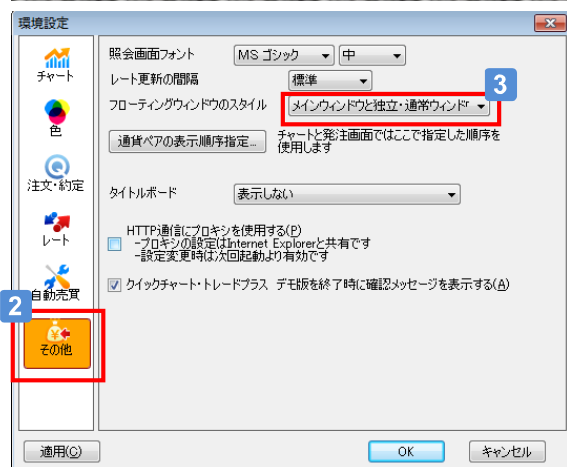 環境設定
チャート
色
注文・約定
レート
自動売買
2
その他
照会画面フォント MS ゴシック 中
レート更新の間隔 標準
3
フローティングウィンドウのスタイル メインウィンドウと独立・通常ウィンド
通貨ペアの表示順序指定... チャートと発注画面ではここで指定した順序を
使用します
タイトルボード 表示しない
HTTP通信にプロキシを使用する(P)
-プロキシの設定はInternet Explorerと共有です
-設定変更時は次回起動より有効です
クイックチャート・トレードプラス デモ版を終了時に確認メッセージを表示する(A)
適用(C) OK キャンセル